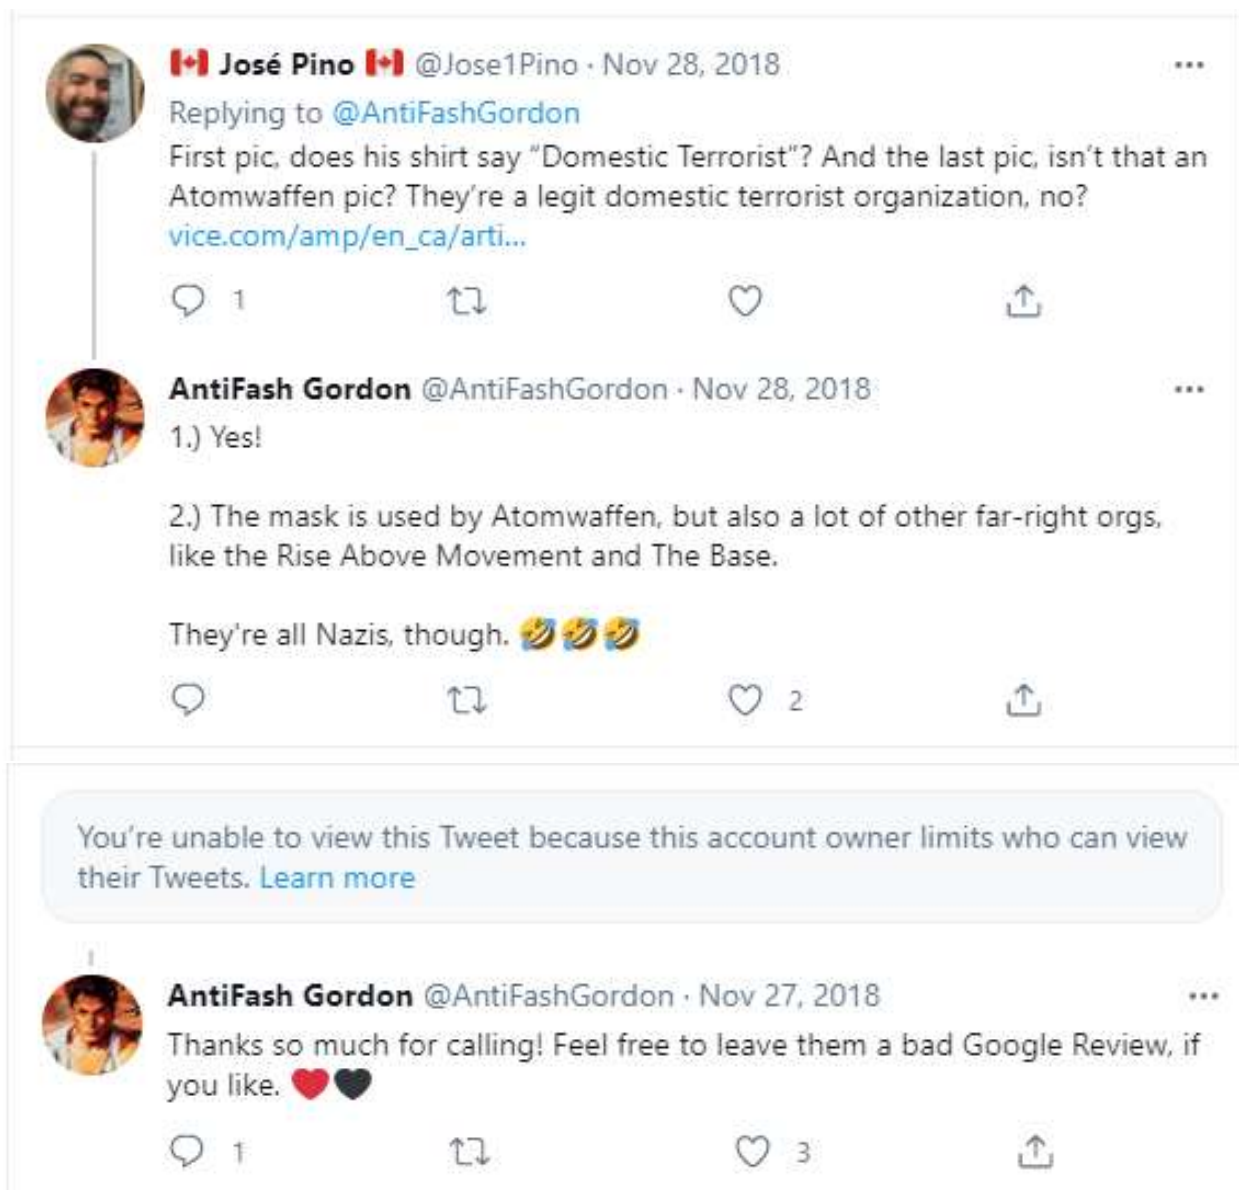 🇨🇦 José Pino 🇨🇦 @Jose1Pino · Nov 28, 2018
Replying to @AntiFashGordon
First pic, does his shirt say “Domestic Terrorist”? And the last pic, isn’t that an
Atomwaffen pic? They’re a legit domestic terrorist organization, no?
vice.com/amp/en_ca/arti...
1
AntiFash Gordon @AntiFashGordon · Nov 28, 2018
1.) Yes!
2.) The mask is used by Atomwaffen, but also a lot of other far-right orgs,
like the Rise Above Movement and The Base.
They're all Nazis, though. 🤣🤣🤣
2
You’re unable to view this Tweet because this account owner limits who can view
their Tweets. Learn more
AntiFash Gordon @AntiFashGordon · Nov 27, 2018
Thanks so much for calling! Feel free to leave them a bad Google Review, if
you like. ❤️🖤
1 3